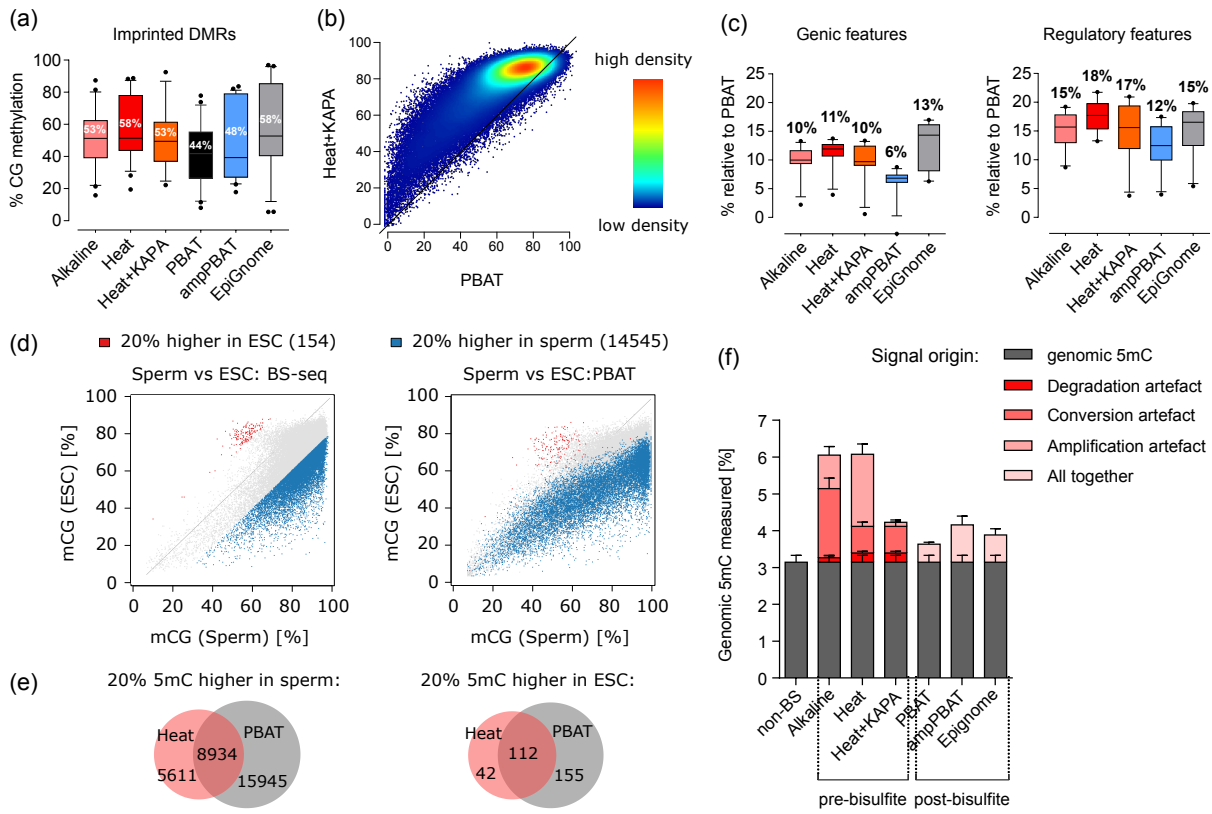 (a)
Imprinted DMRs
% CG methylation
100
80
60
40
20
0
53%
58%
53%
44%
48%
58%
Alkaline
Heat
Heat+KAPA
PBAT
ampPBAT
EpiGnome
(b)
Heat+KAPA
100
80
60
40
20
0
0 20 40 60 80 100
PBAT
high density
low density
(c)
Genic features
% relative to PBAT
25
20
15
10
5
0
10%
11%
10%
6%
13%
Alkaline
Heat
Heat+KAPA
ampPBAT
EpiGnome
Regulatory features
% relative to PBAT
25
20
15
10
5
0
15%
18%
17%
12%
15%
Alkaline
Heat
Heat+KAPA
ampPBAT
EpiGnome
(d)
20% higher in ESC (154)
20% higher in sperm (14545)
Sperm vs ESC: BS-seq
mCG (ESC) [%]
100
80
60
40
20
0
0 20 40 60 80 100
mCG (Sperm) [%]
Sperm vs ESC:PBAT
mCG (ESC) [%]
100
80
60
40
20
0
0 20 40 60 80 100
mCG (Sperm) [%]
(e)
20% 5mC higher in sperm:
Heat
PBAT
8934
5611
15945
20% 5mC higher in ESC:
Heat
PBAT
112
42
155
(f)
Signal origin:
genomic 5mC
Degradation artefact
Conversion artefact
Amplification artefact
All together
Genomic 5mC measured [%]
7
6
5
4
3
2
1
0
non-BS
Alkaline
Heat
Heat+KAPA
PBAT
ampPBAT
Epignome
pre-bisulfite
post-bisulfite